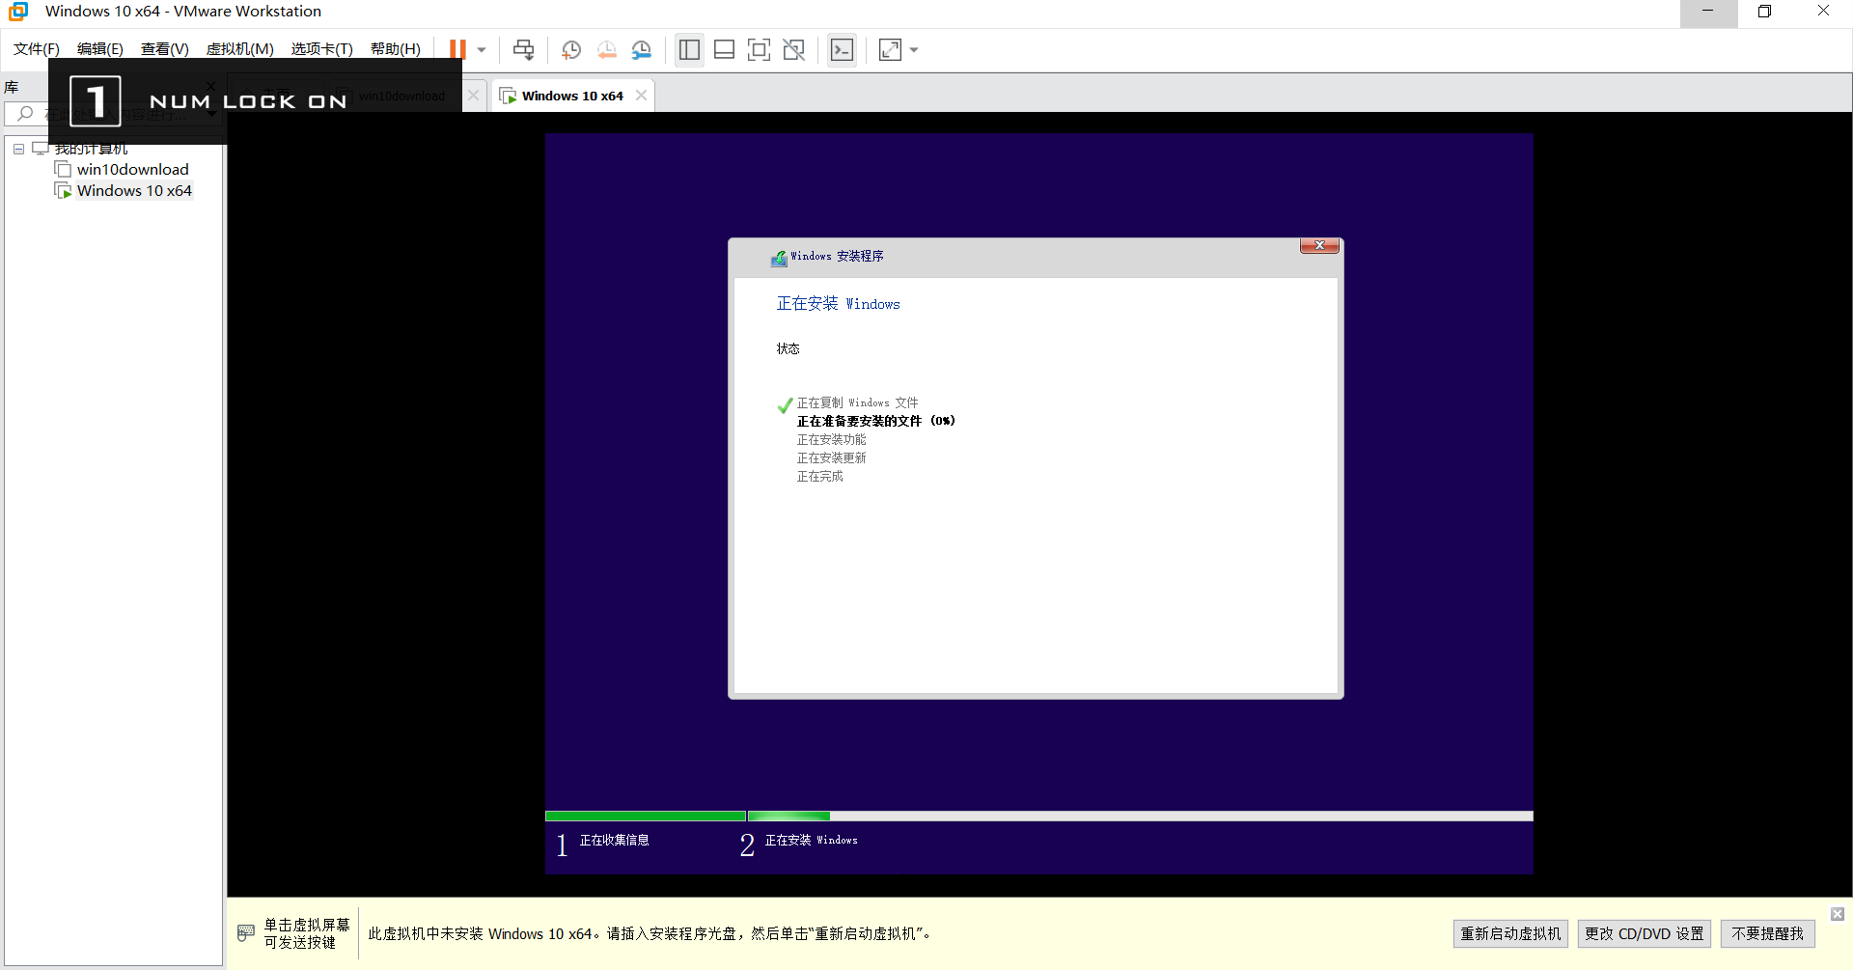 Windows 10 x64 - VMware Workstation
文件(F) 编辑(E) 查看(V) 虚拟机(M) 选项卡(T) 帮助(H)
库
1 NUM LOCK ON
win10download
Windows 10 x64
我的计算机
win10download
Windows 10 x64
Windows 安装程序
正在安装 Windows
状态
正在复制 Windows 文件
正在准备要安装的文件 (0%)
正在安装功能
正在安装更新
正在完成
1 正在收集信息
2 正在安装 Windows
单击虚拟屏幕
可发送按键
此虚拟机中未安装 Windows 10 x64。请插入安装程序光盘，然后单击“重新启动虚拟机”。
重新启动虚拟机
更改 CD/DVD 设置
不要提醒我